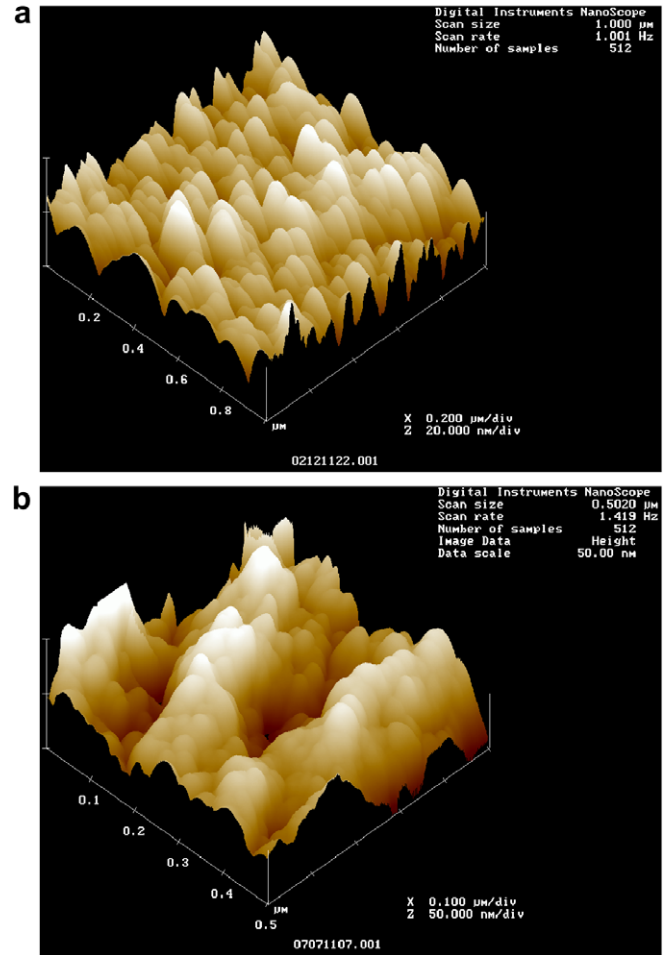 a
Digital Instruments NanoScope
Scan size 1.000 µm
Scan rate 1.001 Hz
Number of samples 512
0.2
0.4
0.6
0.8
µm
X 0.200 µm/div
Z 20.000 nm/div
02121122.001
b
Digital Instruments NanoScope
Scan size 0.5020 µm
Scan rate 1.419 Hz
Number of samples 512
Image Data Height
Data scale 50.00 nm
0.1
0.2
0.3
0.4
0.5
µm
X 0.100 µm/div
Z 50.000 nm/div
07071107.001